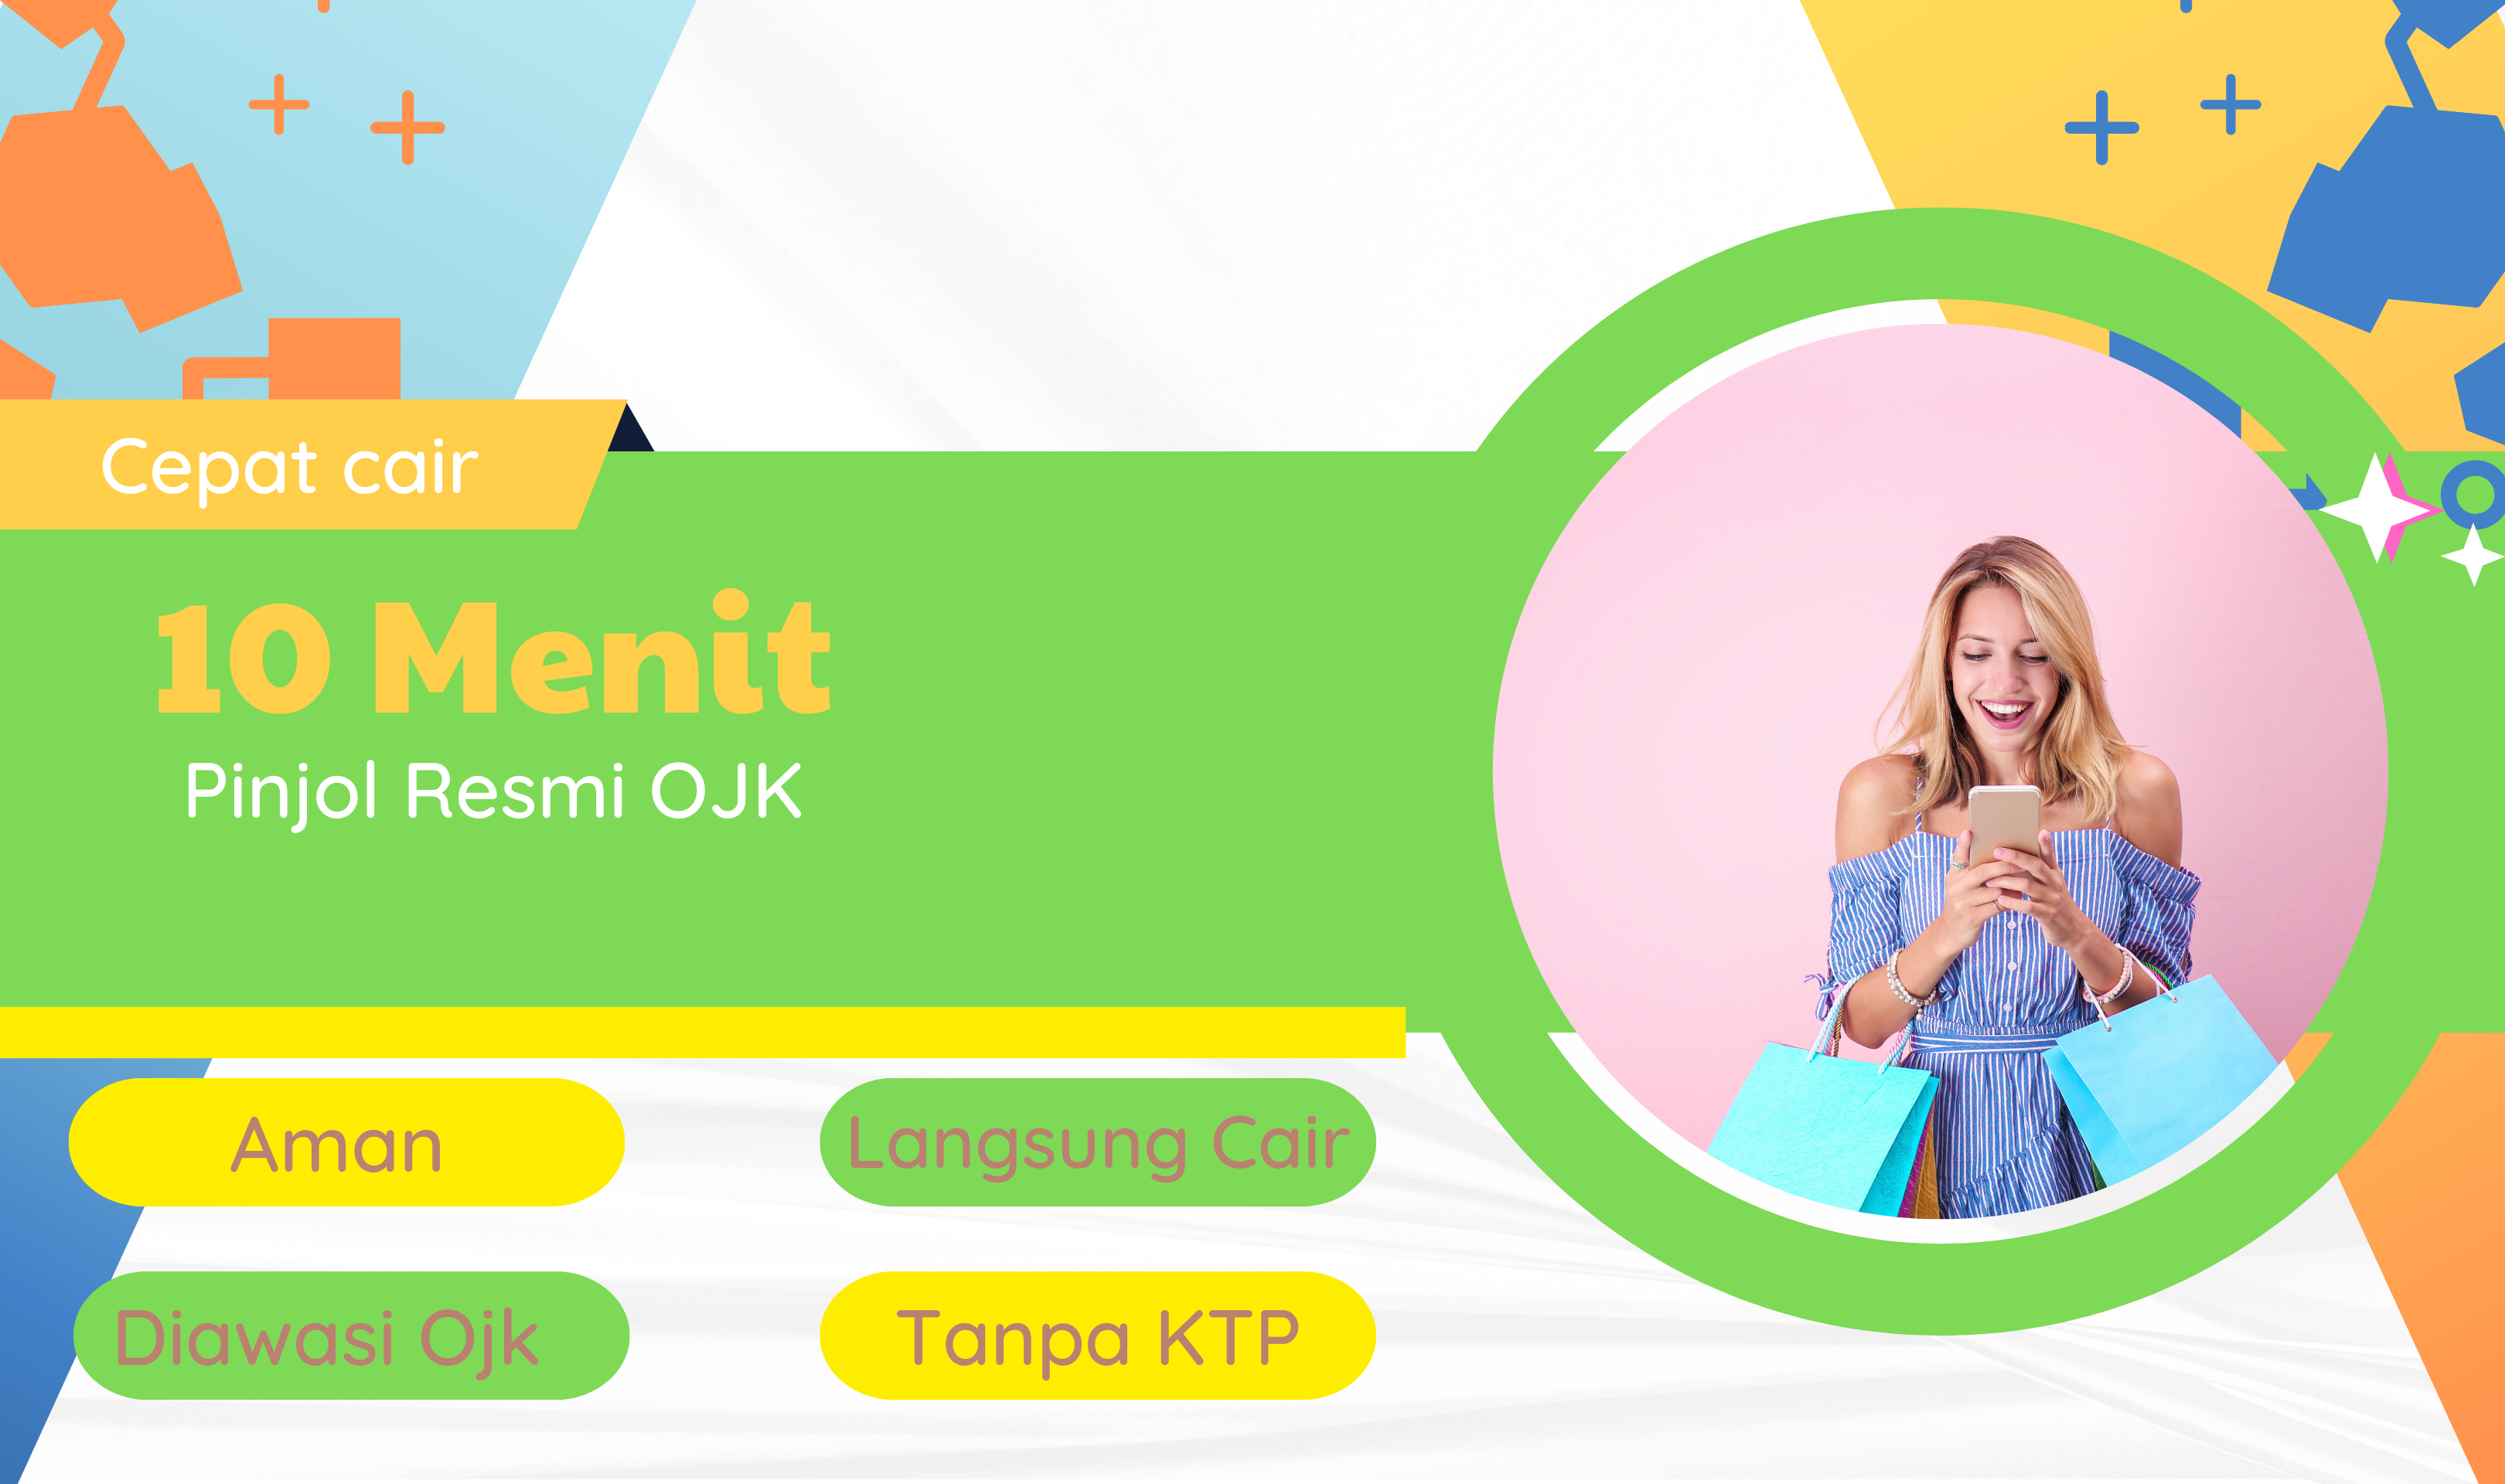 Cepat cair
10 Menit
Pinjol Resmi OJK
Aman
Langsung Cair
Diawasi Ojk
Tanpa KTP